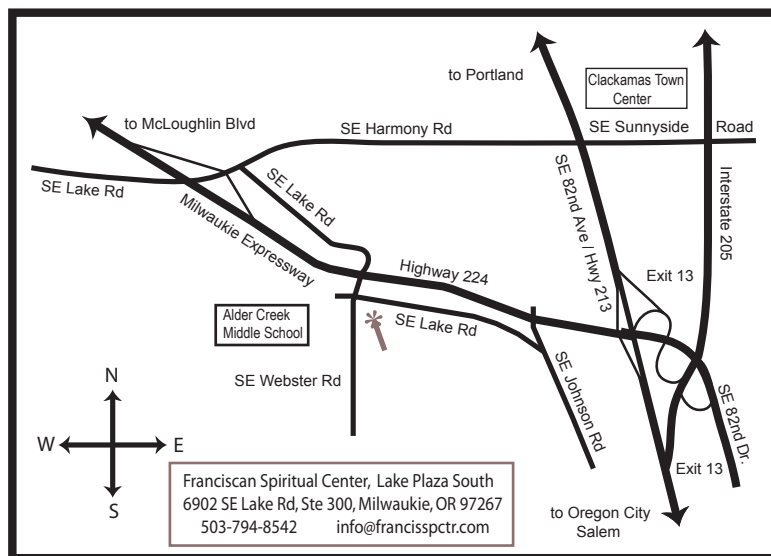 to Portland
Clackamas Town
Center
to McLoughlin Blvd
SE Harmony Rd
SE Sunnyside
Road
SE Lake Rd
SE Lake Rd
Milwaukie Expressway
SE 82nd Ave / Hwy 213
Interstate 205
Highway 224
Exit 13
Alder Creek
Middle School
*
SE Lake Rd
SE Webster Rd
SE Johnson Rd
SE 82nd Dr.
N
W
E
S
Exit 13
Franciscan Spiritual Center, Lake Plaza South
6902 SE Lake Rd, Ste 300, Milwaukie, OR 97267
503-794-8542 info@francisspctr.com
to Oregon City
Salem